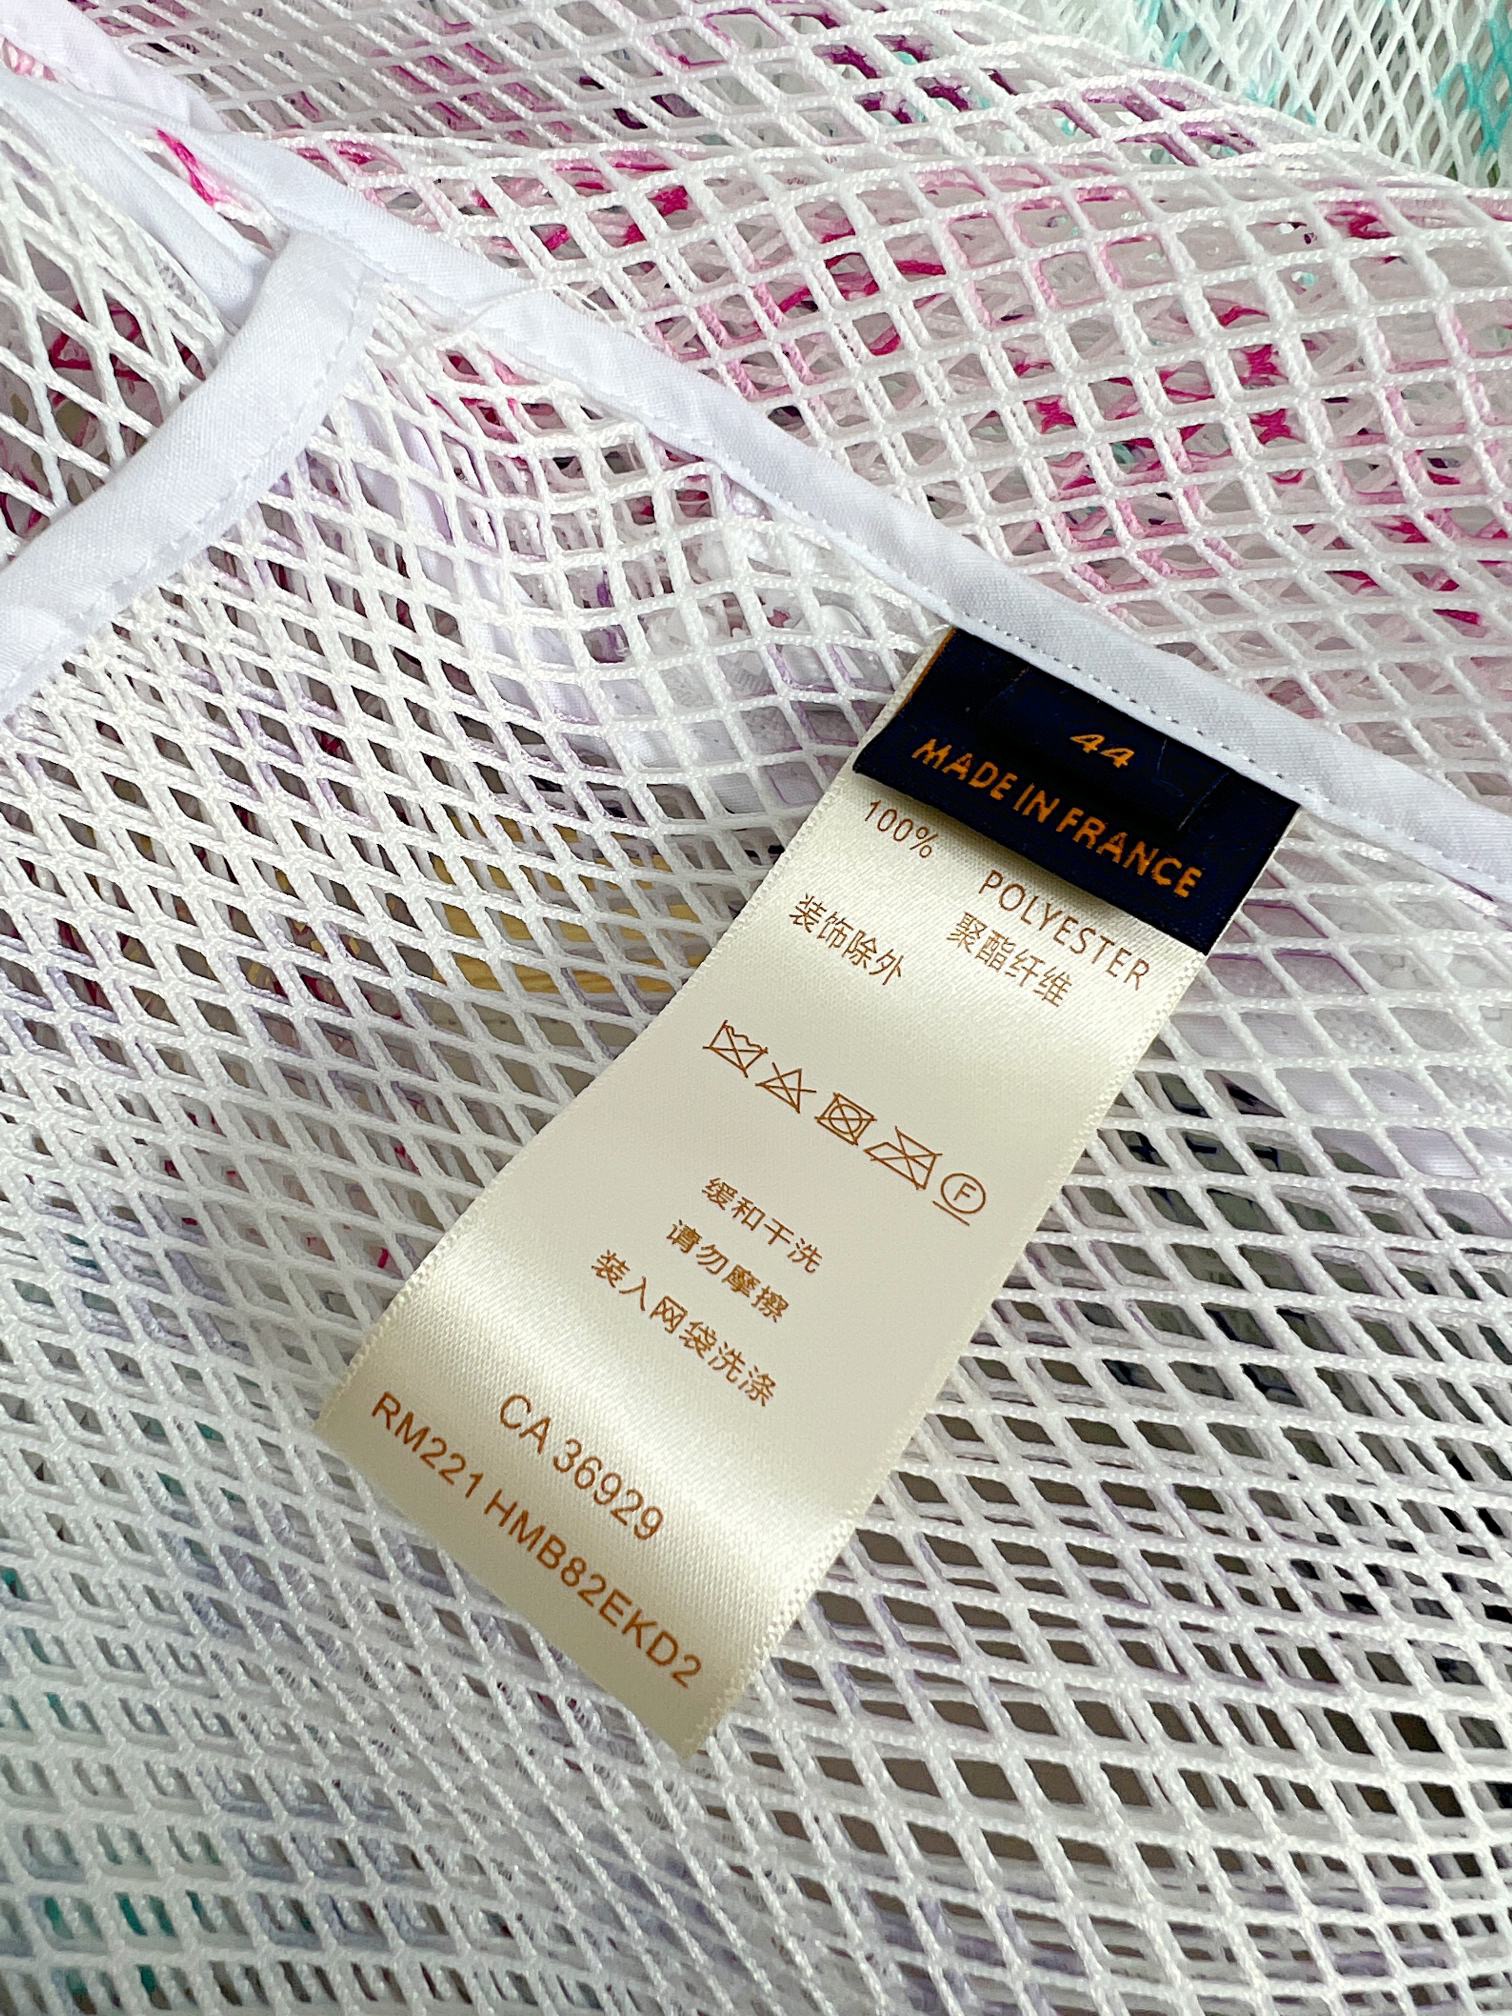 44
MADE IN FRANCE
100% POLYESTER
装饰除外 聚酯纤维
F
缓和干洗
请勿摩擦
装入网袋洗涤
CA 36929
RM221 HMB82EKD2